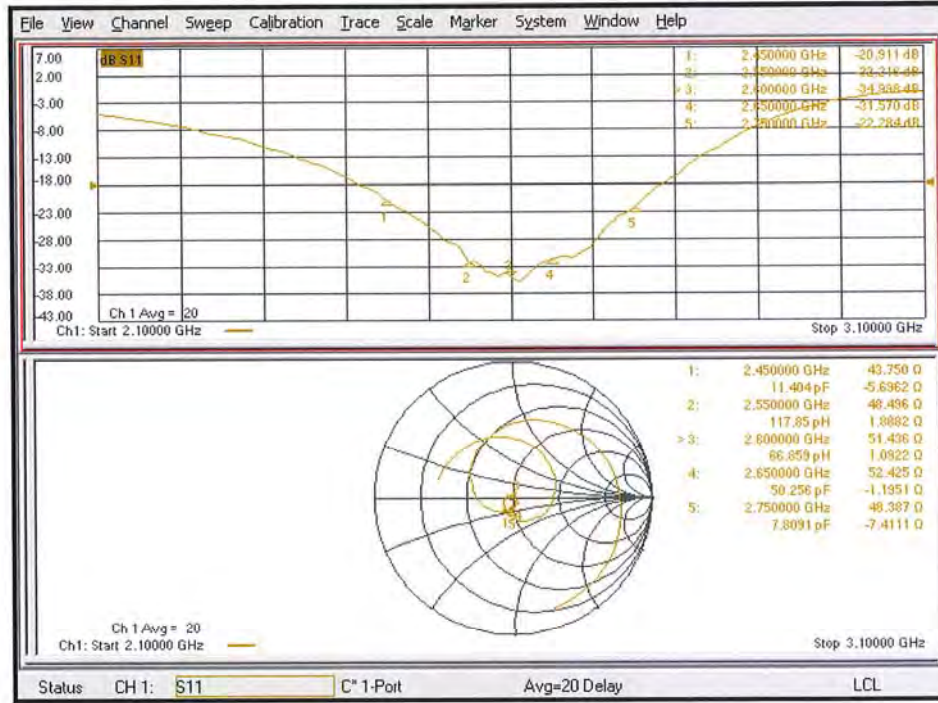 File View Channel Sweep Calibration Trace Scale Marker System Window Help
7.00
2.00
-3.00
-8.00
-13.00
-18.00
-23.00
-28.00
-33.00
-38.00
-43.00
dB S11
1: 2.450000 GHz -20.911 dB
2: GHz dB
> 3: 2.600000 GHz dB
4: 2.650000 GHz -31.570 dB
5: GHz -22.284 dB
1
2
3
4
5
Ch 1 Avg = 20
Ch1: Start 2.10000 GHz
Stop 3.10000 GHz
1: 2.450000 GHz 43.750 Ω
11.404 pF -5.6962 Ω
2: 2.550000 GHz 48.496 Ω
117.85 pH 1.8882 Ω
> 3: 2.600000 GHz 51.436 Ω
66.859 pH 1.0922 Ω
4: 2.650000 GHz 52.425 Ω
50.256 pF -1.1951 Ω
5: 2.750000 GHz 48.387 Ω
7.8091 pF -7.4111 Ω
Ch 1 Avg = 20
Ch1: Start 2.10000 GHz
Stop 3.10000 GHz
Status CH 1: S11 C* 1-Port Avg=20 Delay LCL